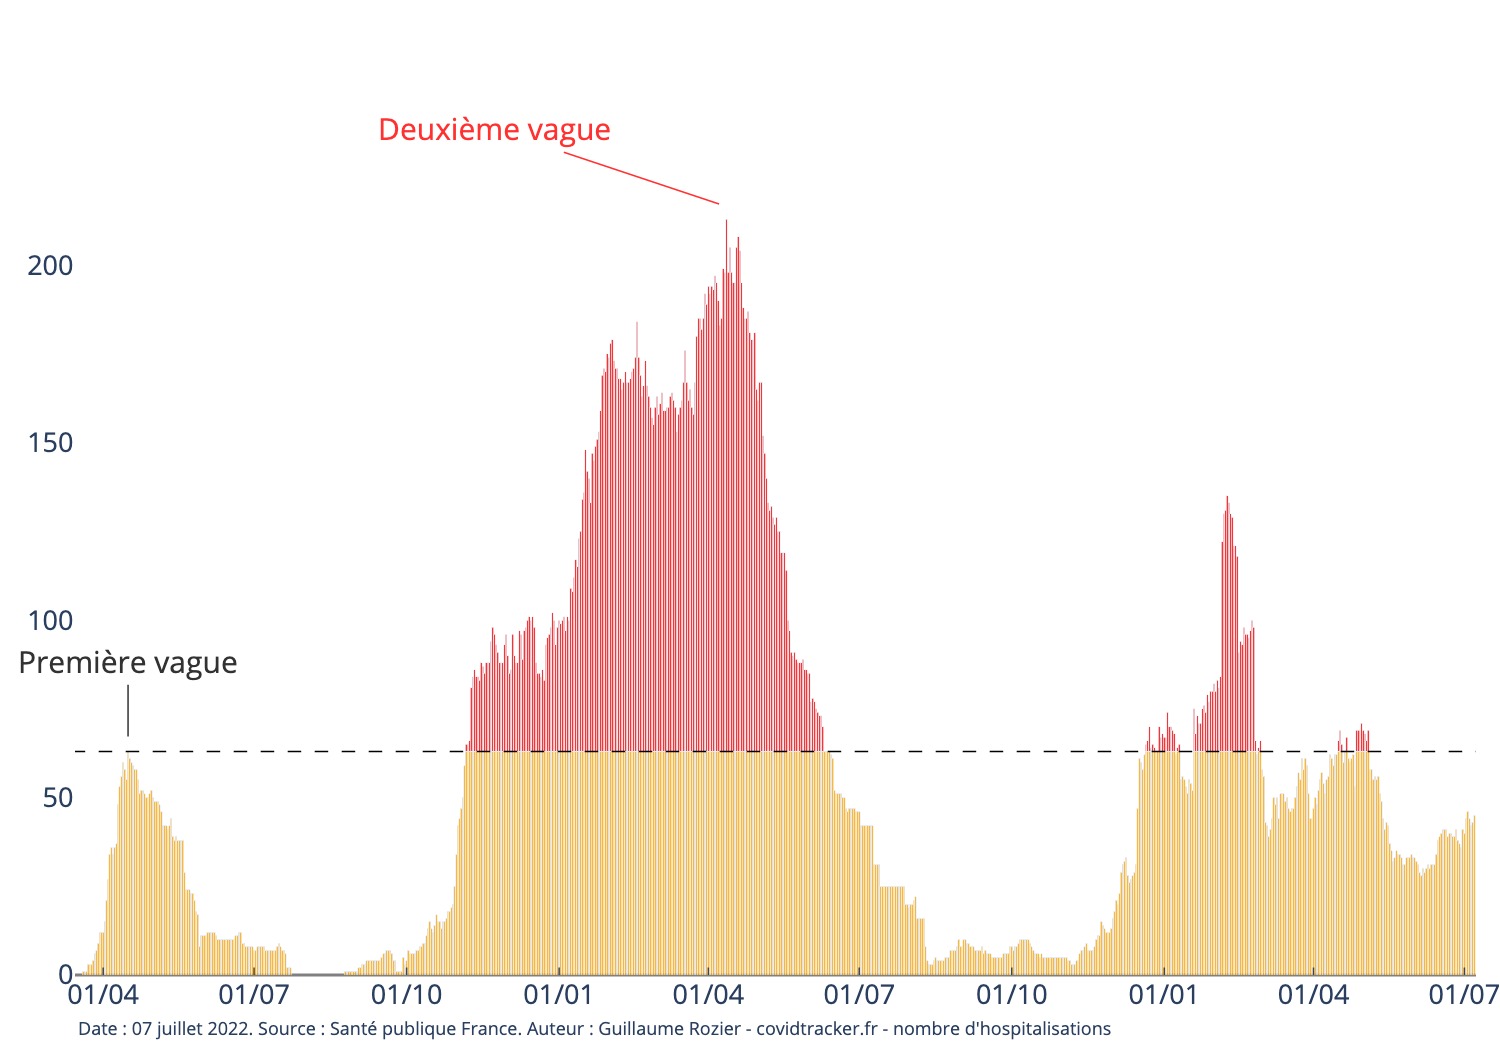 Deuxième vague
200
150
100
Première vague
50
0
01/04 01/07 01/10 01/01 01/04 01/07 01/10 01/01 01/04 01/07
Date : 07 juillet 2022. Source : Santé publique France. Auteur : Guillaume Rozier - covidtracker.fr - nombre d'hospitalisations